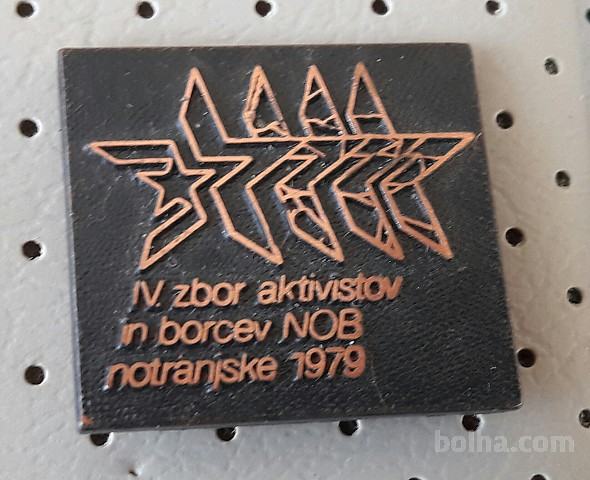 IV. zbor aktivistov
in borcev NOB
notranjske 1979
bolha.com